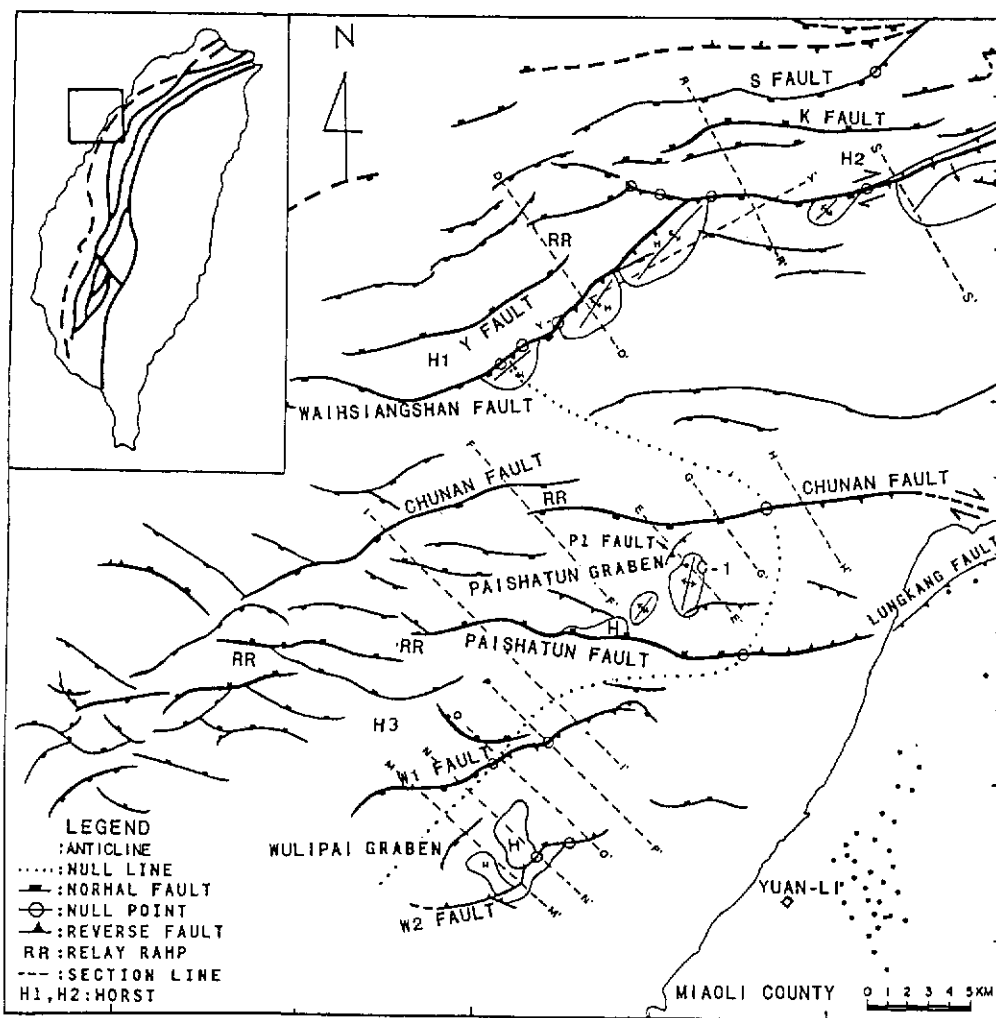 N
S FAULT
K FAULT
H2
R
S
Y'
O
RR
R'
S'
Y FAULT
Y
O'
H1
WAIHSIANGSHAN FAULT
F
H
CHUNAN FAULT
G
CHUNAN FAULT
RR
I
E
P1 FAULT
G'
H'
PAISHATUN GRABEN
C-1
LUNGKANG FAULT
F'
E'
H
PAISHATUN FAULT
RR
RR
H3
P
O
N
M
I'
W1 FAULT
WULIPAI GRABEN
H
H
P'
O'
N'
M'
W2 FAULT
YUAN-LI
LEGEND
:ANTICLINE
:NULL LINE
:NORMAL FAULT
:NULL POINT
:REVERSE FAULT
RR :RELAY RAMP
:SECTION LINE
H1,H2:HORST
MIAOLI COUNTY
0 1 2 3 4 5KM